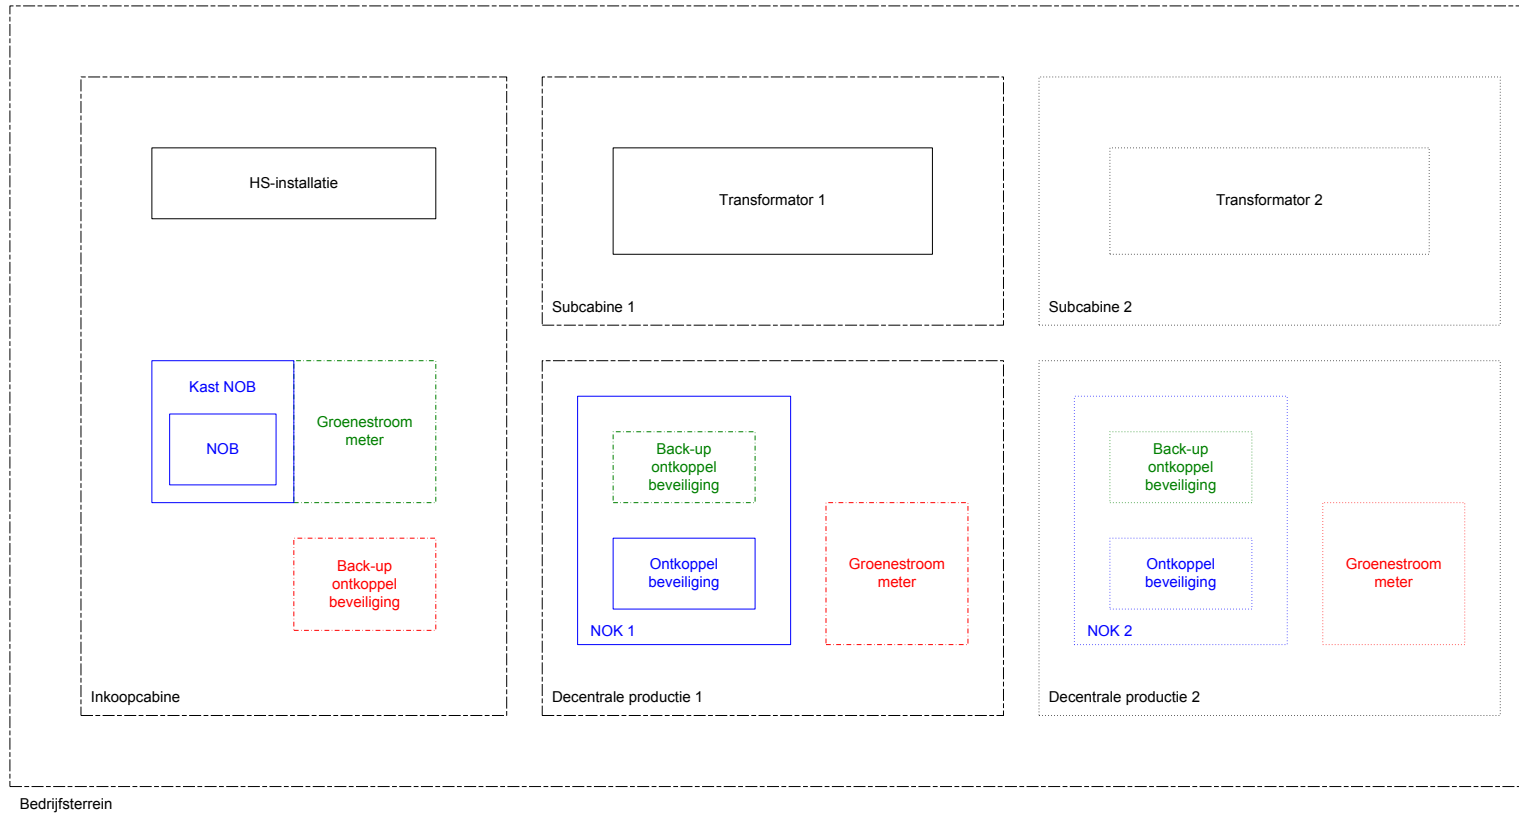 HS-installatie
Kast NOB
NOB
Groenestroom
meter
Back-up
ontkoppel
beveiliging
Inkoopcabine
Transformator 1
Subcabine 1
Transformator 2
Subcabine 2
Back-up
ontkoppel
beveiliging
Ontkoppel
beveiliging
NOK 1
Groenestroom
meter
Decentrale productie 1
Back-up
ontkoppel
beveiliging
Ontkoppel
beveiliging
NOK 2
Groenestroom
meter
Decentrale productie 2
Bedrijfsterrein